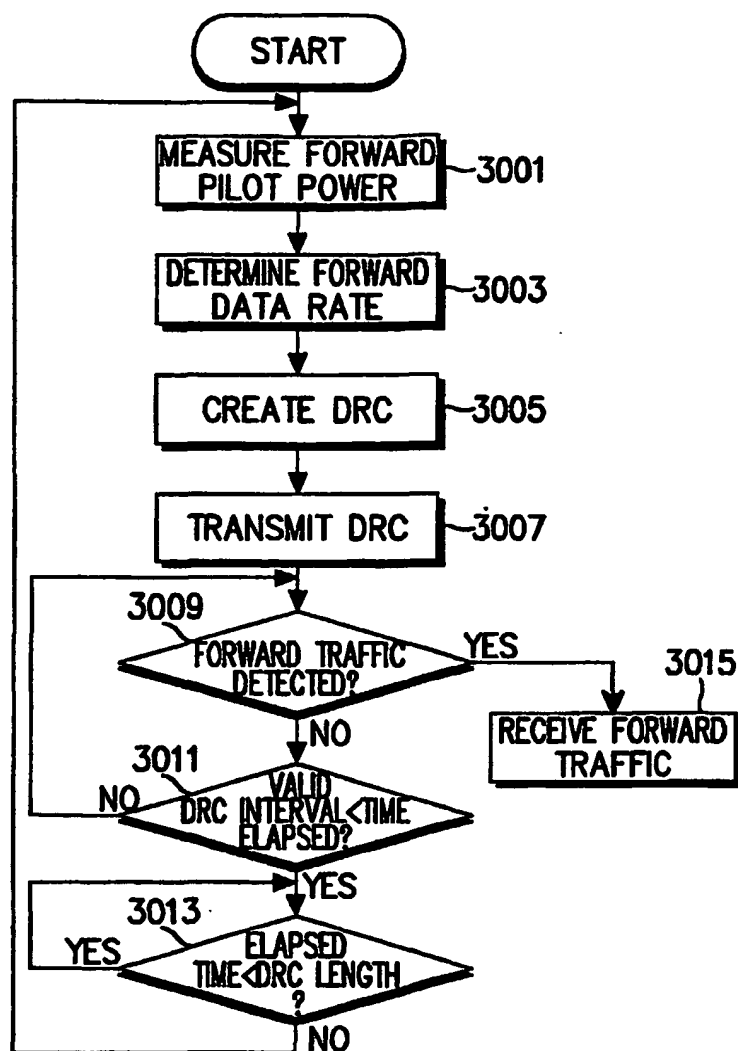 START
MEASURE FORWARD
PILOT POWER
3001
DETERMINE FORWARD
DATA RATE
3003
CREATE DRC
3005
TRANSMIT DRC
3007
3009
FORWARD TRAFFIC
DETECTED?
YES
3015
RECEIVE FORWARD
TRAFFIC
NO
3011
VALID
DRC INTERVAL<TIME
ELAPSED?
NO
YES
3013
ELAPSED
TIME<DRC LENGTH
?
YES
NO